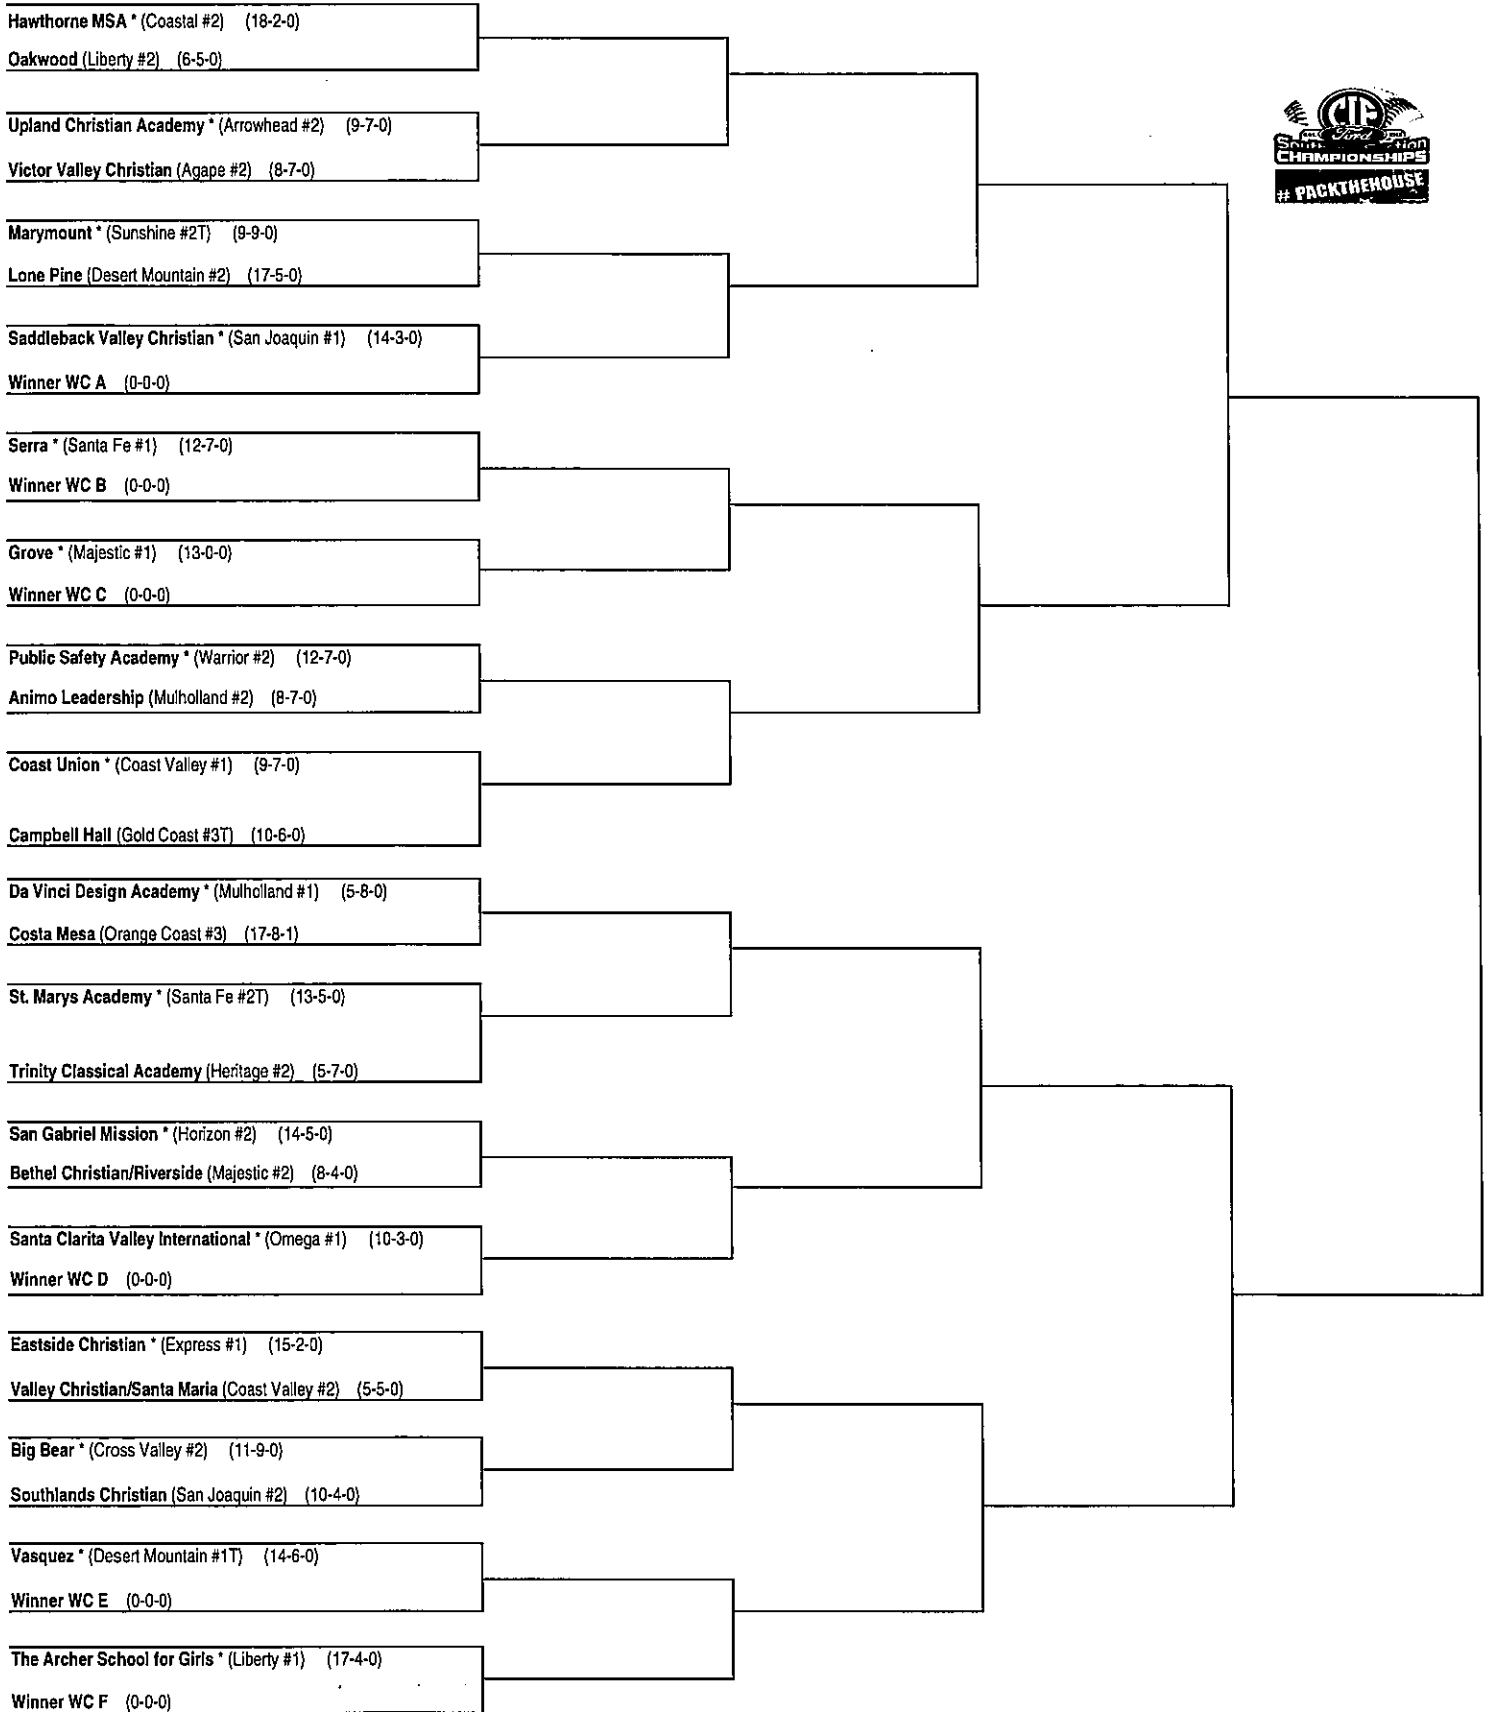 Hawthorne MSA * (Coastal #2) (18-2-0)
Oakwood (Liberty #2) (6-5-0)
Upland Christian Academy * (Arrowhead #2) (9-7-0)
Victor Valley Christian (Agape #2) (8-7-0)
Marymount * (Sunshine #2T) (9-9-0)
Lone Pine (Desert Mountain #2) (17-5-0)
Saddleback Valley Christian * (San Joaquin #1) (14-3-0)
Winner WC A (0-0-0)
Serra * (Santa Fe #1) (12-7-0)
Winner WC B (0-0-0)
Grove * (Majestic #1) (13-0-0)
Winner WC C (0-0-0)
Public Safety Academy * (Warrior #2) (12-7-0)
Animo Leadership (Mulholland #2) (8-7-0)
Coast Union * (Coast Valley #1) (9-7-0)
Campbell Hall (Gold Coast #3T) (10-6-0)
Da Vinci Design Academy * (Mulholland #1) (5-8-0)
Costa Mesa (Orange Coast #3) (17-8-1)
St. Marys Academy * (Santa Fe #2T) (13-5-0)
Trinity Classical Academy (Heritage #2) (5-7-0)
San Gabriel Mission * (Horizon #2) (14-5-0)
Bethel Christian/Riverside (Majestic #2) (8-4-0)
Santa Clarita Valley International * (Omega #1) (10-3-0)
Winner WC D (0-0-0)
Eastside Christian * (Express #1) (15-2-0)
Valley Christian/Santa Maria (Coast Valley #2) (5-5-0)
Big Bear * (Cross Valley #2) (11-9-0)
Southlands Christian (San Joaquin #2) (10-4-0)
Vasquez * (Desert Mountain #1T) (14-6-0)
Winner WC E (0-0-0)
The Archer School for Girls * (Liberty #1) (17-4-0)
Winner WC F (0-0-0)
CIF
Ford
CHAMPIONSHIPS
# PACKTHEHOUSE